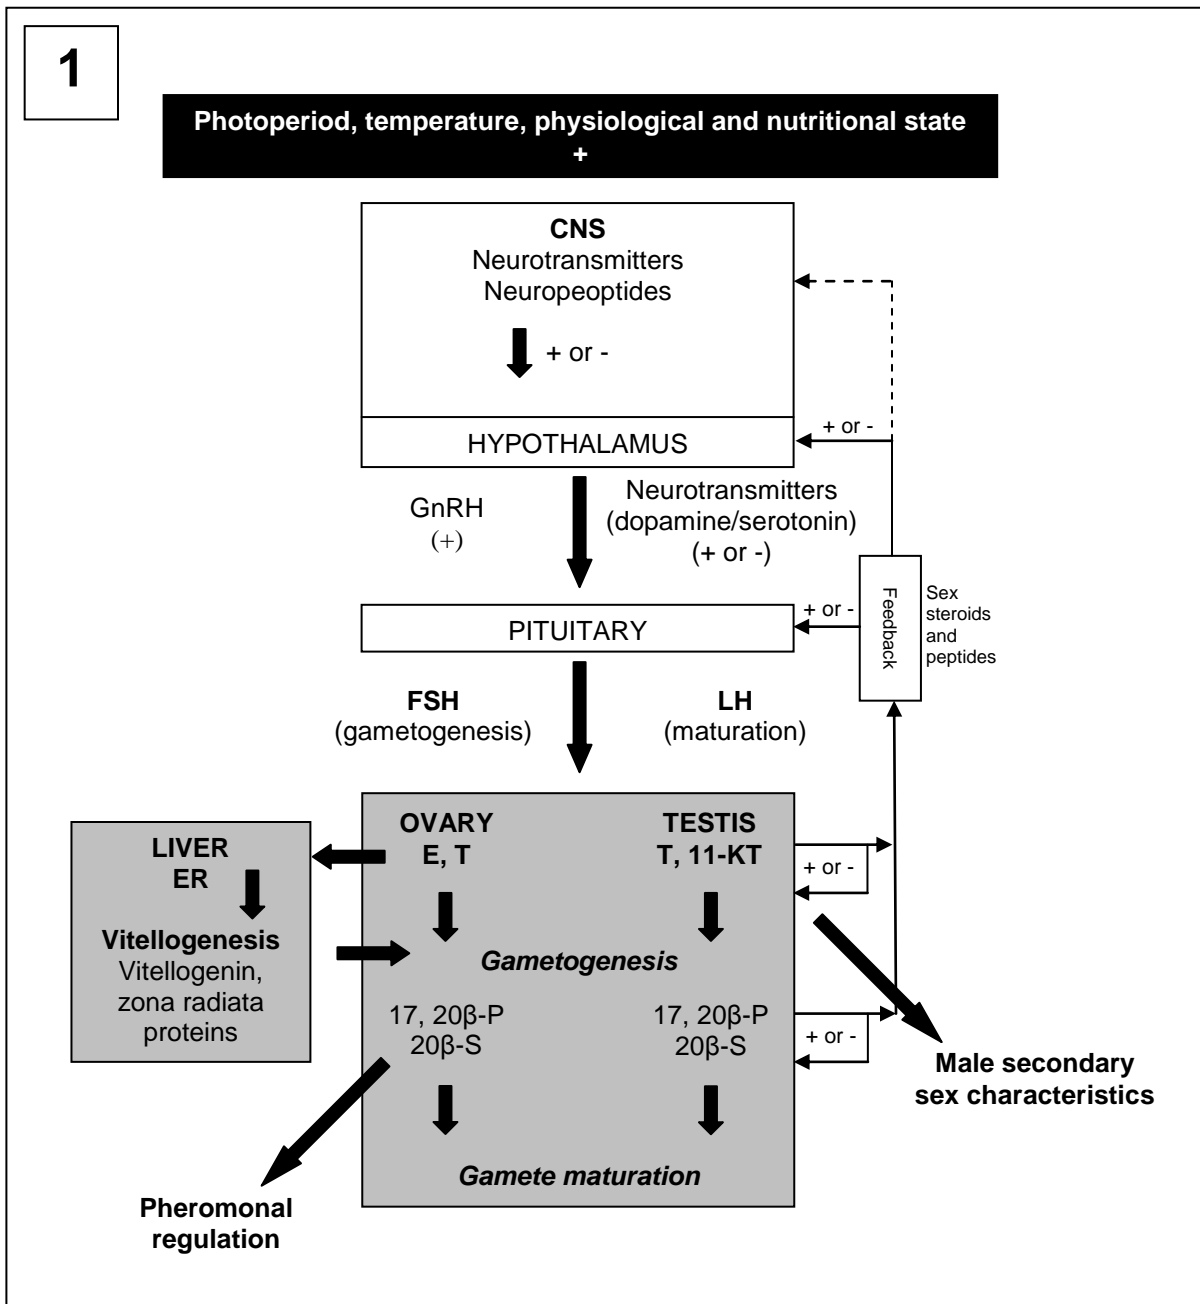 1
Photoperiod, temperature, physiological and nutritional state
+
CNS
Neurotransmitters
Neuropeoptides
+ or -
HYPOTHALAMUS
+ or -
GnRH
(+)
Neurotransmitters
(dopamine/serotonin)
(+ or -)
PITUITARY
+ or -
Feedback
Sex
steroids
and
peptides
FSH
(gametogenesis)
LH
(maturation)
LIVER
ER
Vitellogenesis
Vitellogenin,
zona radiata
proteins
OVARY
E, T
TESTIS
T, 11-KT
+ or -
Gametogenesis
17, 20β-P
20β-S
17, 20β-P
20β-S
+ or -
Gamete maturation
Male secondary
sex characteristics
Pheromonal
regulation